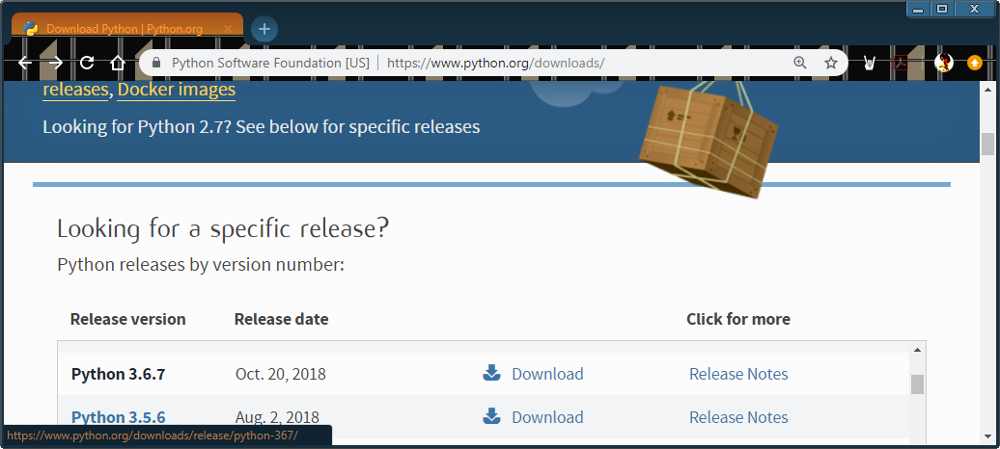 Download Python | Python.org
Python Software Foundation [US] | https://www.python.org/downloads/
releases, Docker images
Looking for Python 2.7? See below for specific releases
Looking for a specific release?
Python releases by version number:
Release version Release date Click for more
Python 3.6.7 Oct. 20, 2018 Download Release Notes
Python 3.5.6 Aug. 2, 2018 Download Release Notes
https://www.python.org/downloads/release/python-367/